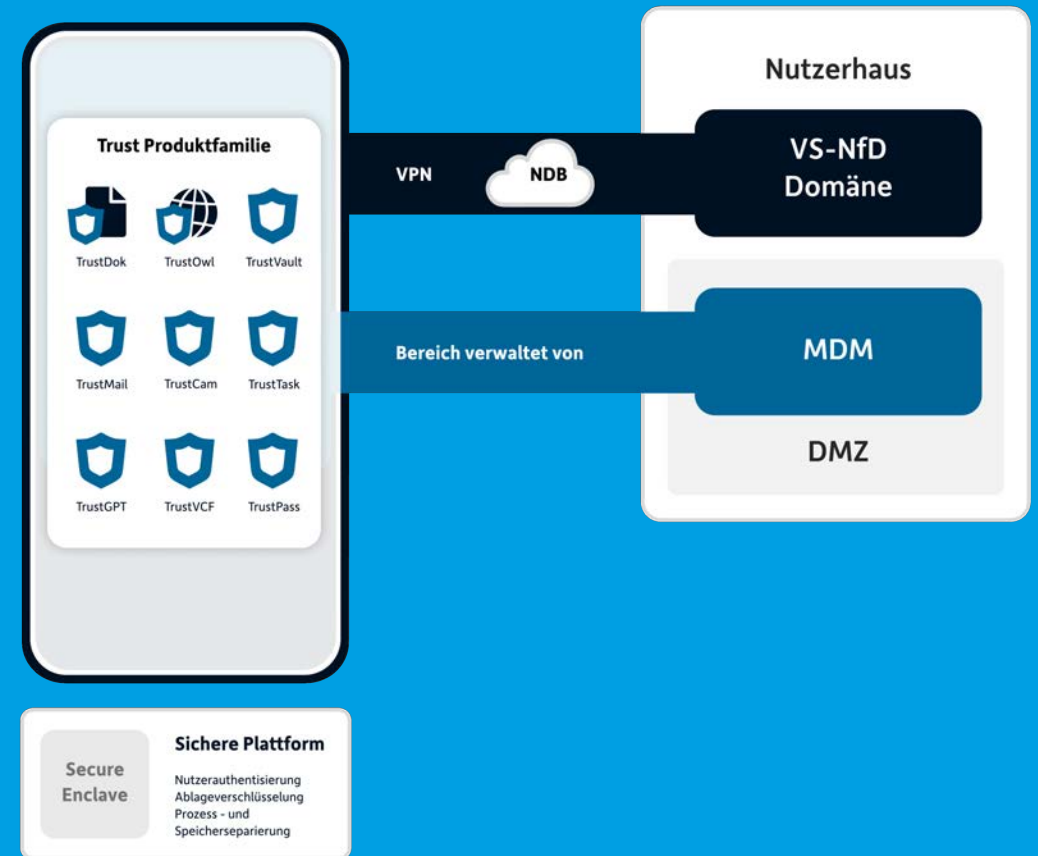 Trust Produktfamilie
TrustDok
TrustOwl
TrustVault
TrustMail
TrustCam
TrustTask
TrustGPT
TrustVCF
TrustPass
VPN
NDB
Bereich verwaltet von
Nutzerhaus
VS-NfD
Domäne
MDM
DMZ
Secure
Enclave
Sichere Plattform
Nutzerauthentisierung
Ablageverschlüsselung
Prozess - und
Speicherseparierung